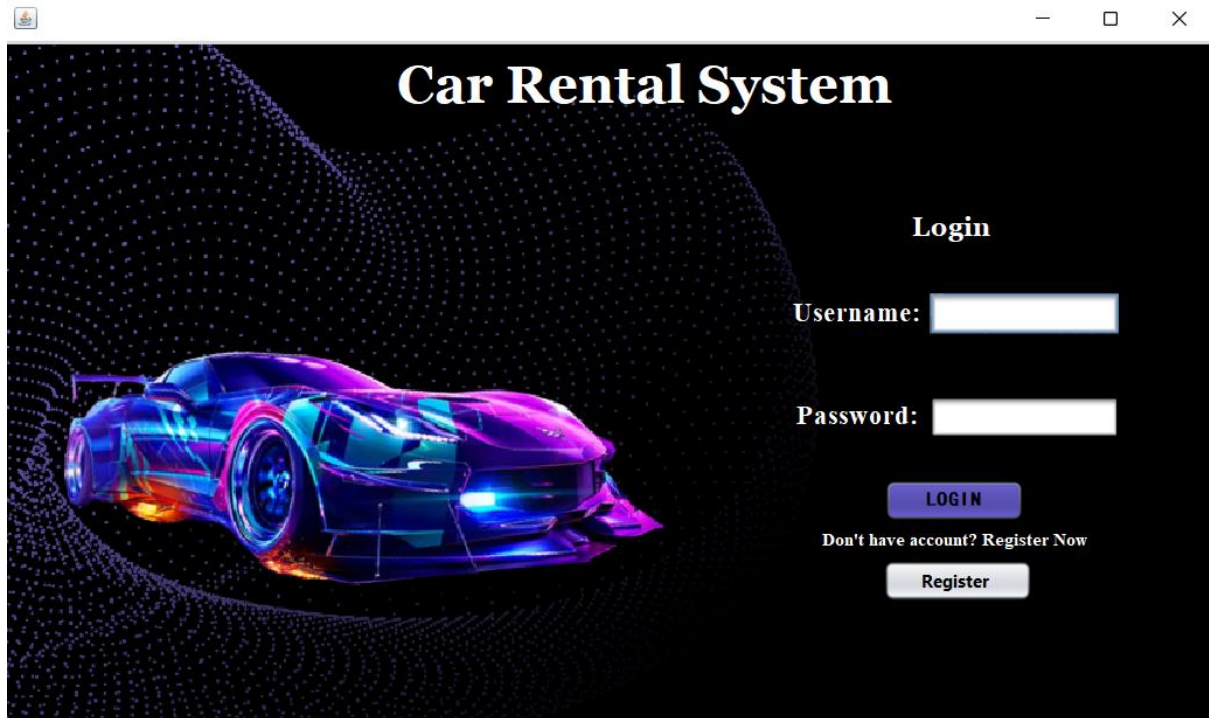 Car Rental System
Login
Username:
Password:
LOGIN
Don't have account? Register Now
Register